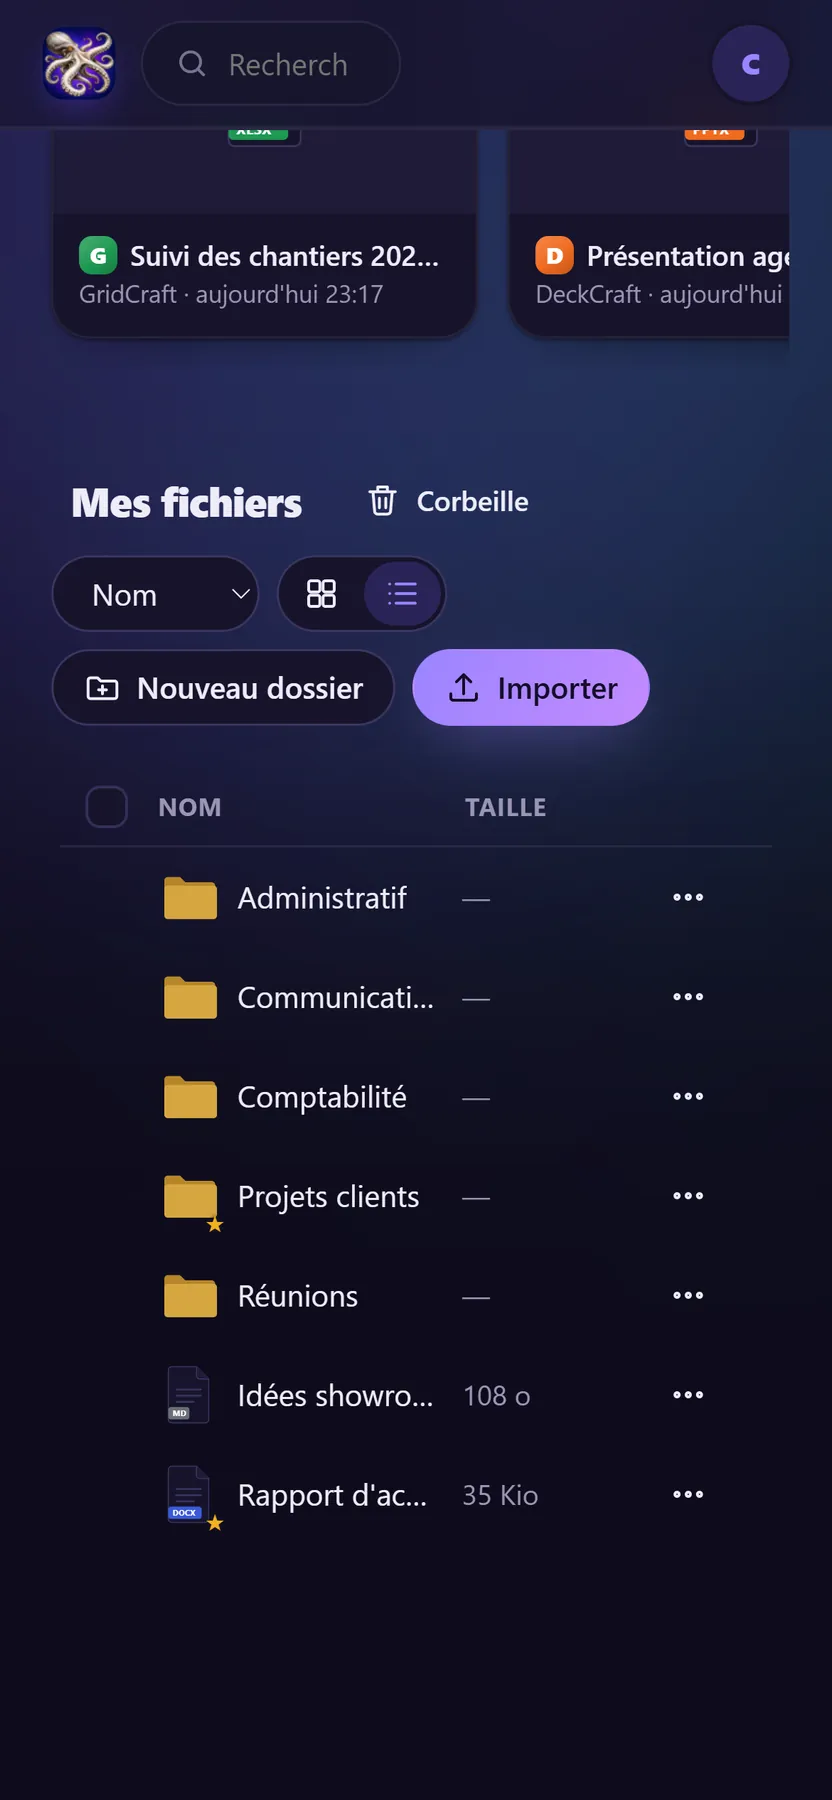 Recherch
C
XLSX
PPTX
G Suivi des chantiers 202...
GridCraft · aujourd'hui 23:17
D Présentation age
DeckCraft · aujourd'hui
Mes fichiers
Corbeille
Nom
Nouveau dossier
Importer
NOM
TAILLE
Administratif —
Communicati... —
Comptabilité —
Projets clients —
Réunions —
MD
Idées showro... 108 o
DOCX
Rapport d'ac... 35 Kio